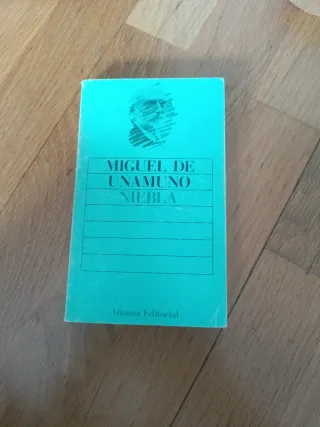 MIGUEL DE
UNAMUNO
NIEBLA
Alianza Editorial